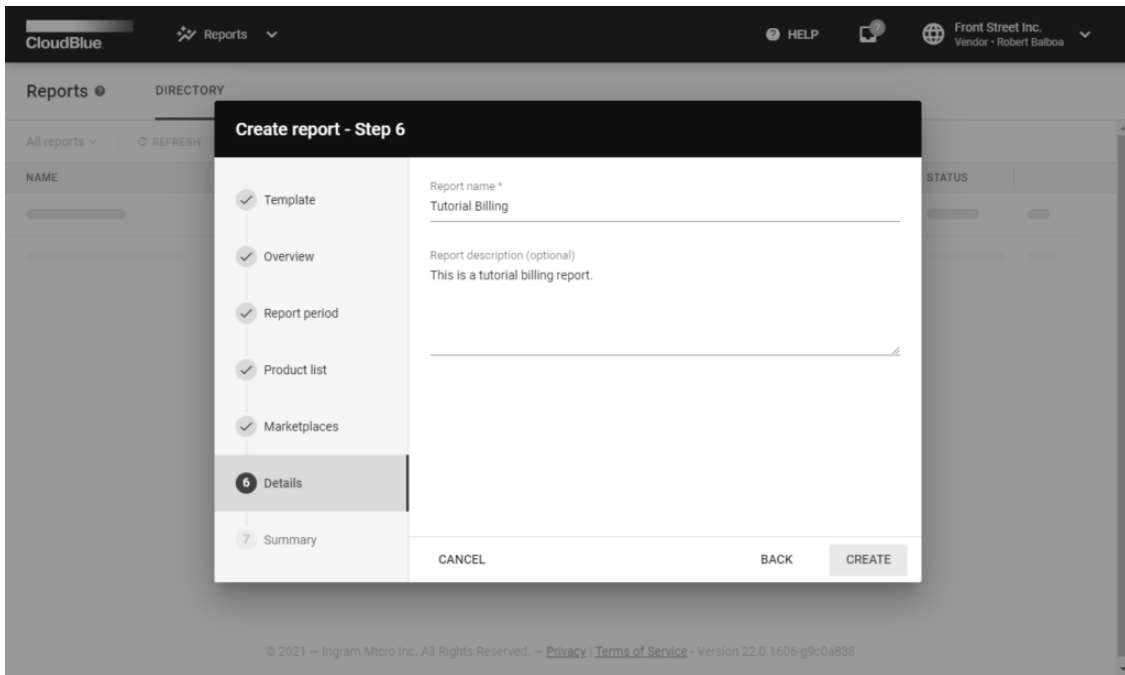 CloudBlue.
Reports
HELP
7
Front Street Inc.
Vendor • Robert Balboa
Reports
DIRECTORY
All reports
REFRESH
NAME
STATUS
Create report - Step 6
Template
Overview
Report period
Product list
Marketplaces
6 Details
7 Summary
Report name *
Tutorial Billing
Report description (optional)
This is a tutorial billing report.
CANCEL
BACK
CREATE
© 2021 — Ingram Micro Inc. All Rights Reserved. — Privacy | Terms of Service - Version 22.0.1606-g9c0a838